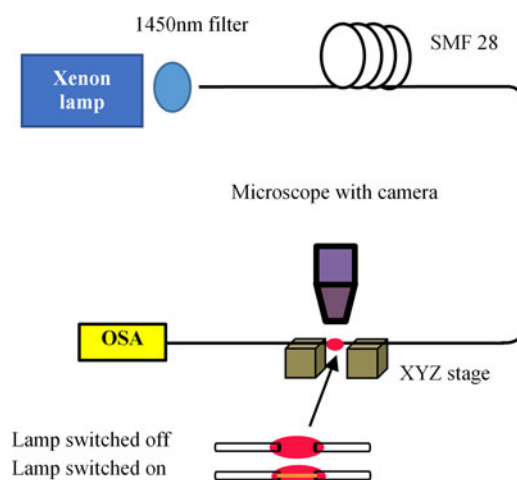 1450nm filter
SMF 28
Xenon
lamp
Microscope with camera
OSA
XYZ stage
Lamp switched off
Lamp switched on